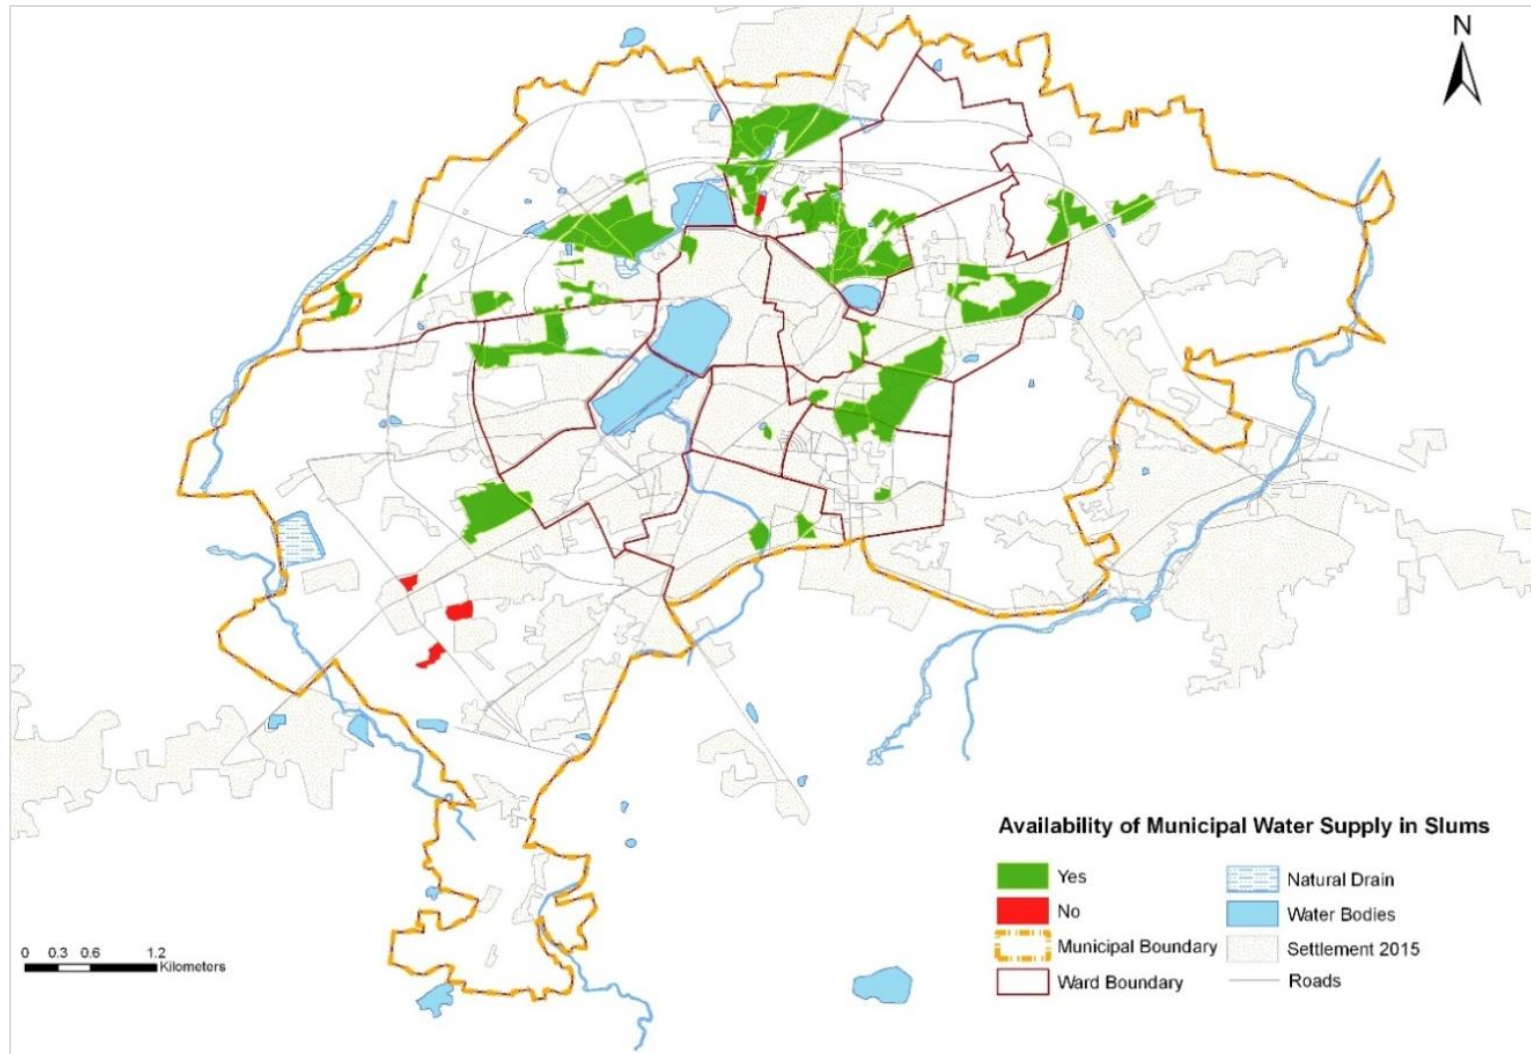 N
Availability of Municipal Water Supply in Slums
Yes
No
Municipal Boundary
Ward Boundary
Natural Drain
Water Bodies
Settlement 2015
Roads
0 0.3 0.6 1.2
Kilometers